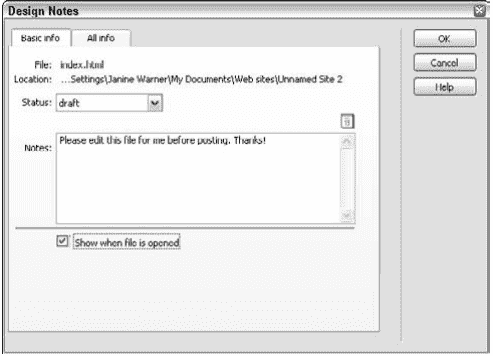 Design Notes
Basic info
All info
File: index.html
Location: ...Settings\Janine Warner\My Documents\Web sites\Unnamed Site 2
Status: draft
Notes: Please edit this file for me before posting. Thanks!
Show when file is opened
OK
Cancel
Help